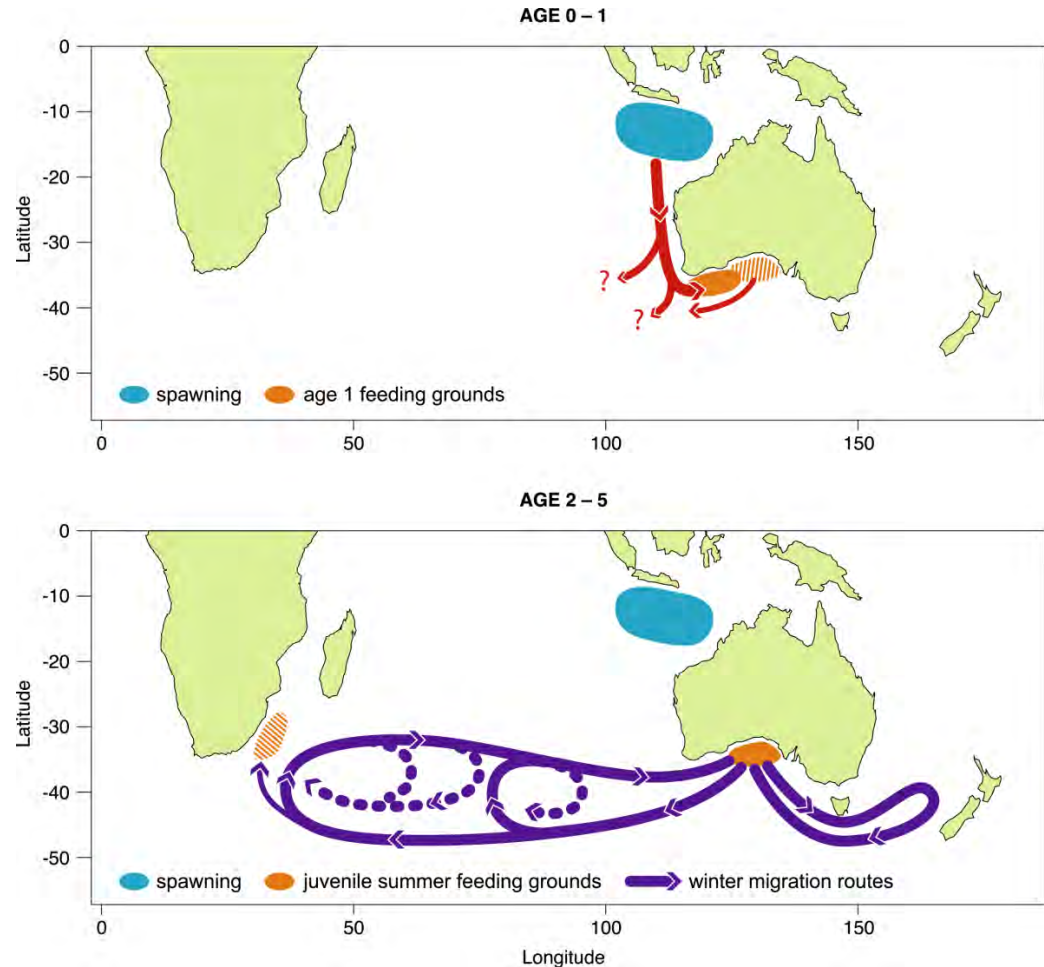 AGE 0 – 1
0
-10
-20
-30
-40
-50
Latitude
?
?
spawning
age 1 feeding grounds
0
50
100
150
AGE 2 – 5
0
-10
-20
-30
-40
-50
Latitude
spawning
juvenile summer feeding grounds
winter migration routes
0
50
100
150
Longitude